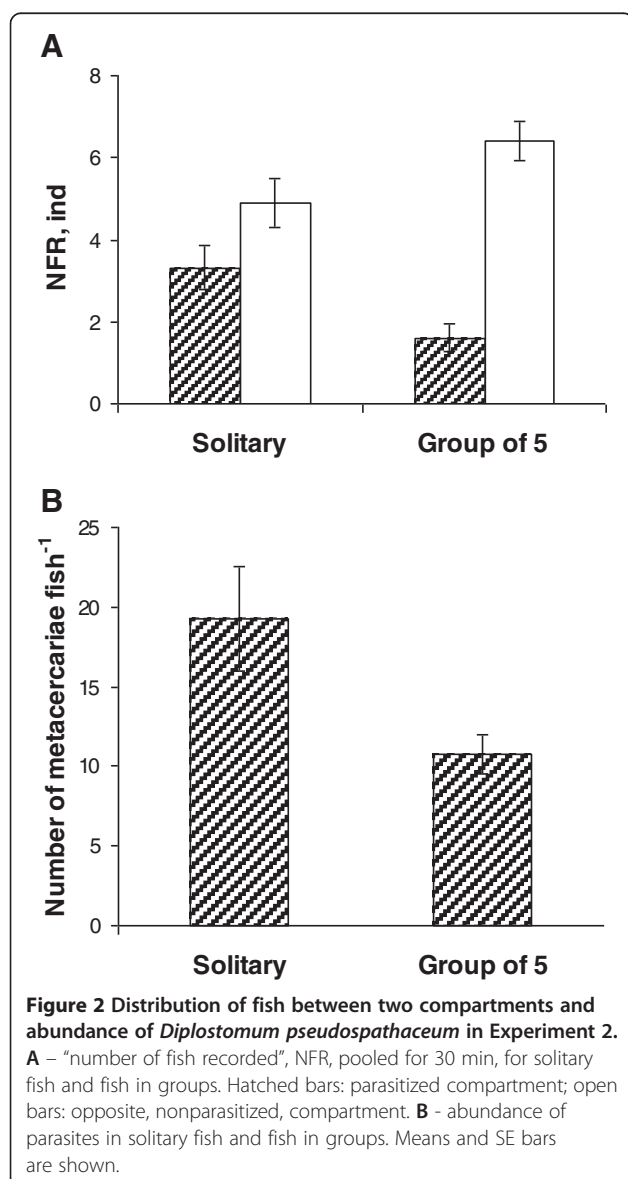 A
8
6
4
2
0
NFR, ind
Solitary Group of 5
B
25
20
15
10
5
0
Number of metacercariae fish⁻¹
Solitary Group of 5
Figure 2 Distribution of fish between two compartments and
abundance of Diplostomum pseudospathaceum in Experiment 2.
A – “number of fish recorded”, NFR, pooled for 30 min, for solitary
fish and fish in groups. Hatched bars: parasitized compartment; open
bars: opposite, nonparasitized, compartment. B - abundance of
parasites in solitary fish and fish in groups. Means and SE bars
are shown.